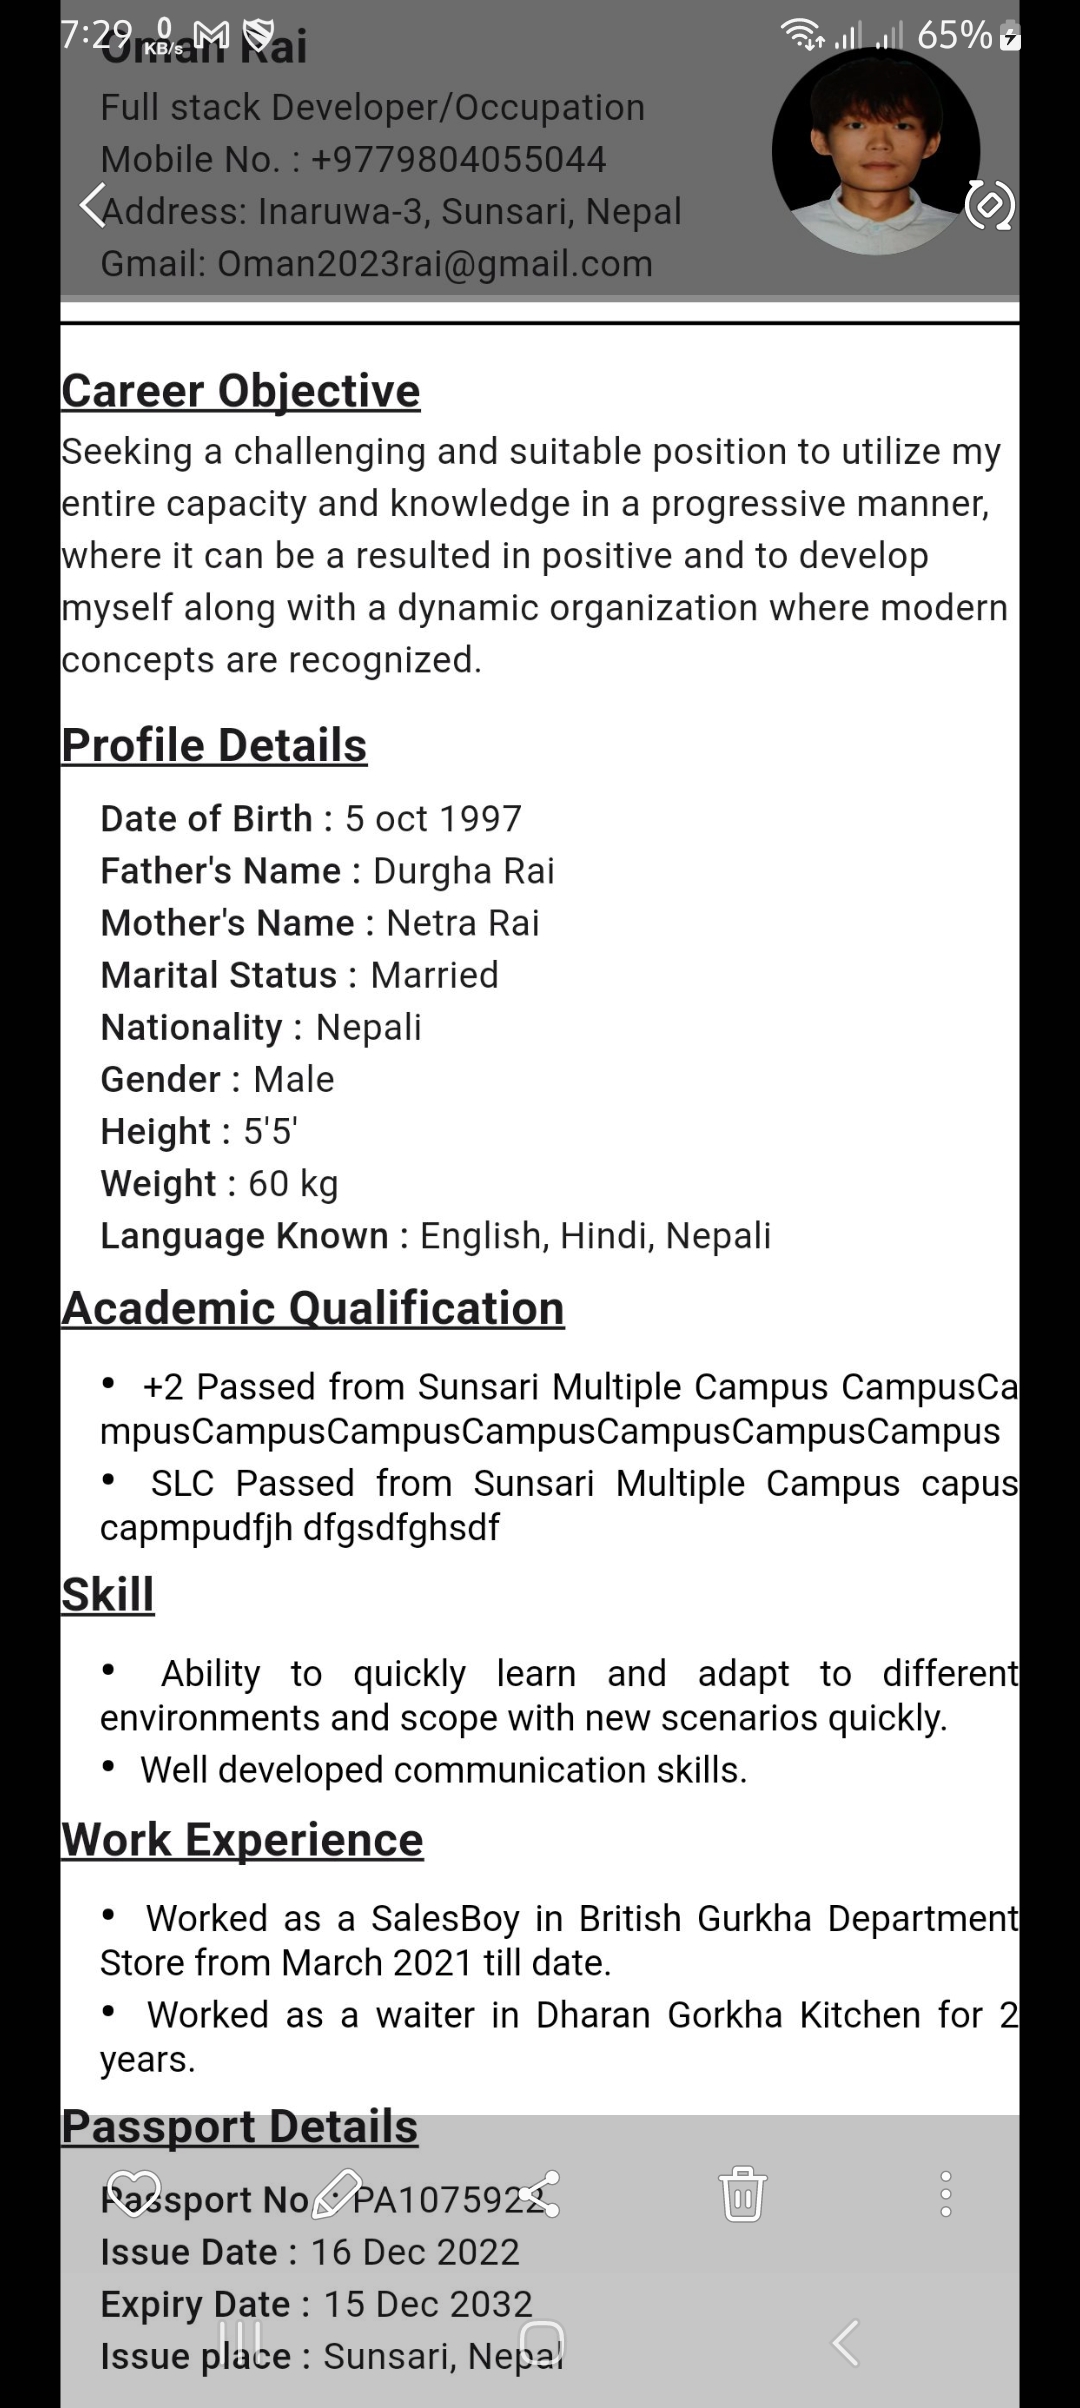 7:29 0 KB/s 65%
Oman Rai
Full stack Developer/Occupation
Mobile No. : +9779804055044
Address: Inaruwa-3, Sunsari, Nepal
Gmail: Oman2023rai@gmail.com
Career Objective
Seeking a challenging and suitable position to utilize my
entire capacity and knowledge in a progressive manner,
where it can be a resulted in positive and to develop
myself along with a dynamic organization where modern
concepts are recognized.
Profile Details
Date of Birth : 5 oct 1997
Father's Name : Durgha Rai
Mother's Name : Netra Rai
Marital Status : Married
Nationality : Nepali
Gender : Male
Height : 5'5'
Weight : 60 kg
Language Known : English, Hindi, Nepali
Academic Qualification
• +2 Passed from Sunsari Multiple Campus CampusCa
mpusCampusCampusCampusCampusCampusCampus
• SLC Passed from Sunsari Multiple Campus capus
capmpudfjh dfgsdfghsdf
Skill
• Ability to quickly learn and adapt to different
environments and scope with new scenarios quickly.
• Well developed communication skills.
Work Experience
• Worked as a SalesBoy in British Gurkha Department
Store from March 2021 till date.
• Worked as a waiter in Dharan Gorkha Kitchen for 2
years.
Passport Details
Passport No. : PA1075922
Issue Date : 16 Dec 2022
Expiry Date : 15 Dec 2032
Issue place : Sunsari, Nepal